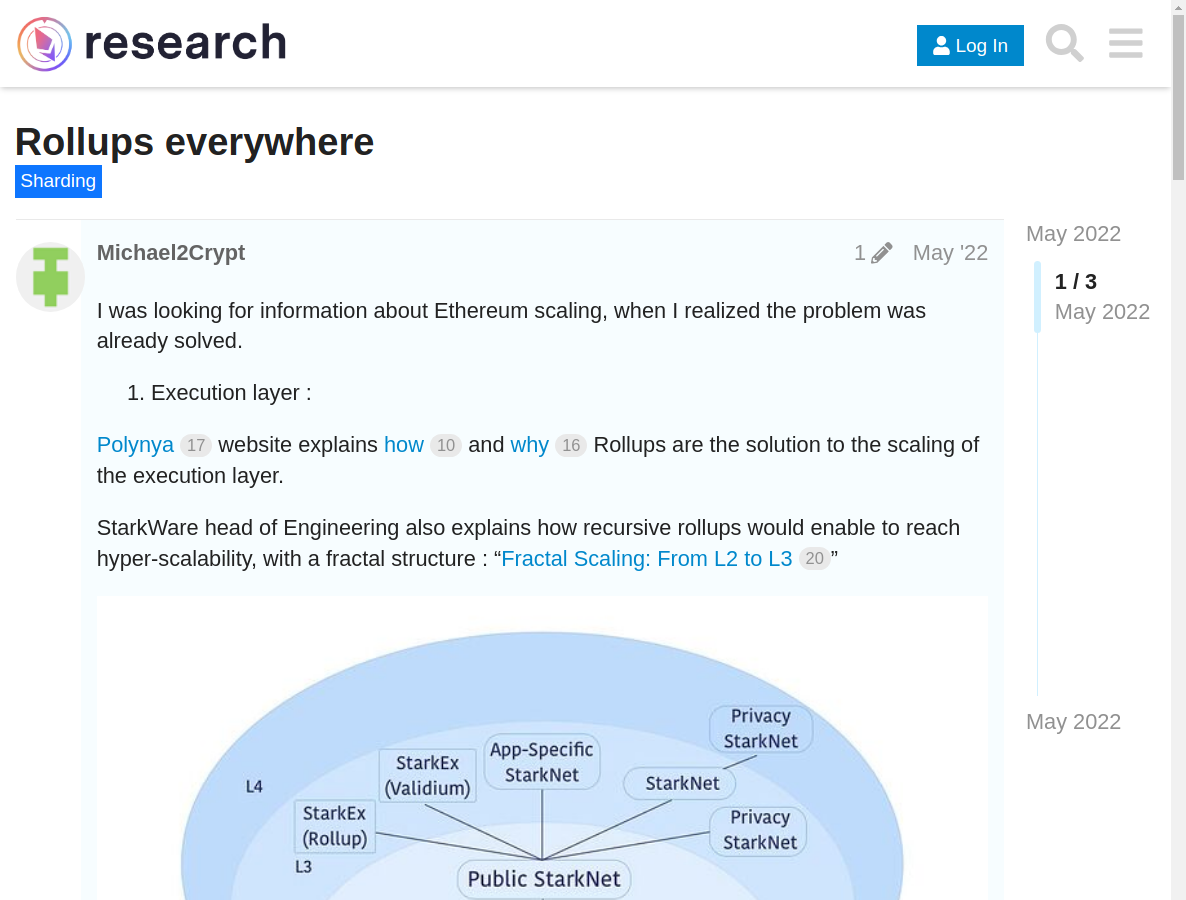 research
Log In
Rollups everywhere
Sharding
Michael2Crypt
1
May '22
I was looking for information about Ethereum scaling, when I realized the problem was
already solved.
1. Execution layer :
Polynya 17 website explains how 10 and why 16 Rollups are the solution to the scaling of
the execution layer.
StarkWare head of Engineering also explains how recursive rollups would enable to reach
hyper-scalability, with a fractal structure : “Fractal Scaling: From L2 to L3 20 ”
May 2022
1 / 3
May 2022
May 2022
Privacy
StarkNet
App-Specific
StarkNet
StarkEx
(Validium)
StarkNet
L4
StarkEx
(Rollup)
Privacy
StarkNet
L3
Public StarkNet